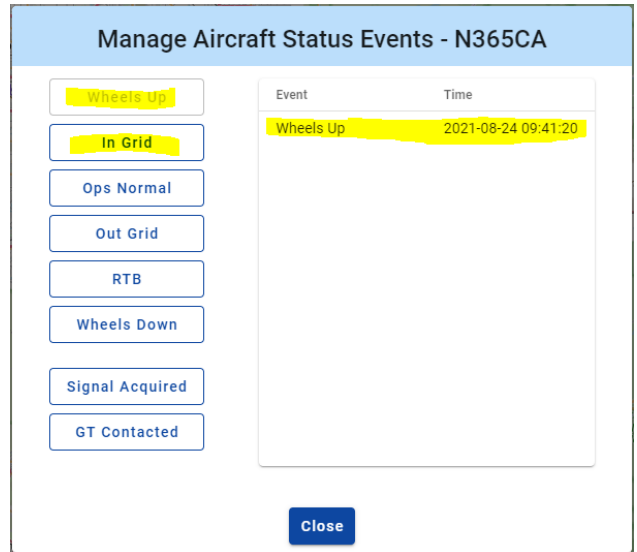 Manage Aircraft Status Events - N365CA
Wheels Up
In Grid
Ops Normal
Out Grid
RTB
Wheels Down
Signal Acquired
GT Contacted
Event Time
Wheels Up 2021-08-24 09:41:20
Close